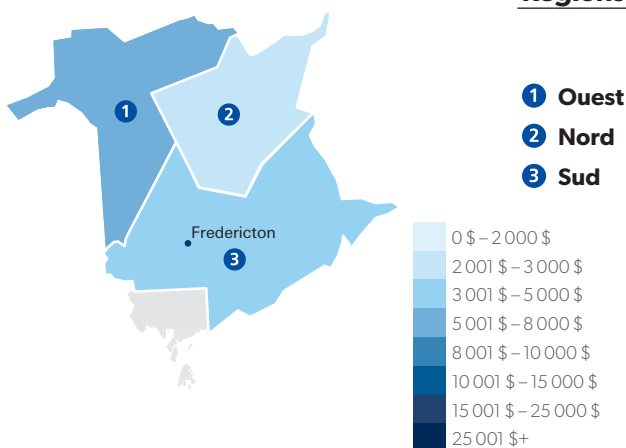 Régions
1 Ouest
2 Nord
3 Sud
1
2
Fredericton
3
0 $ – 2 000 $
2 001 $ – 3 000 $
3 001 $ – 5 000 $
5 001 $ – 8 000 $
8 001 $ – 10 000 $
10 001 $ – 15 000 $
15 001 $ – 25 000 $
25 001 $+